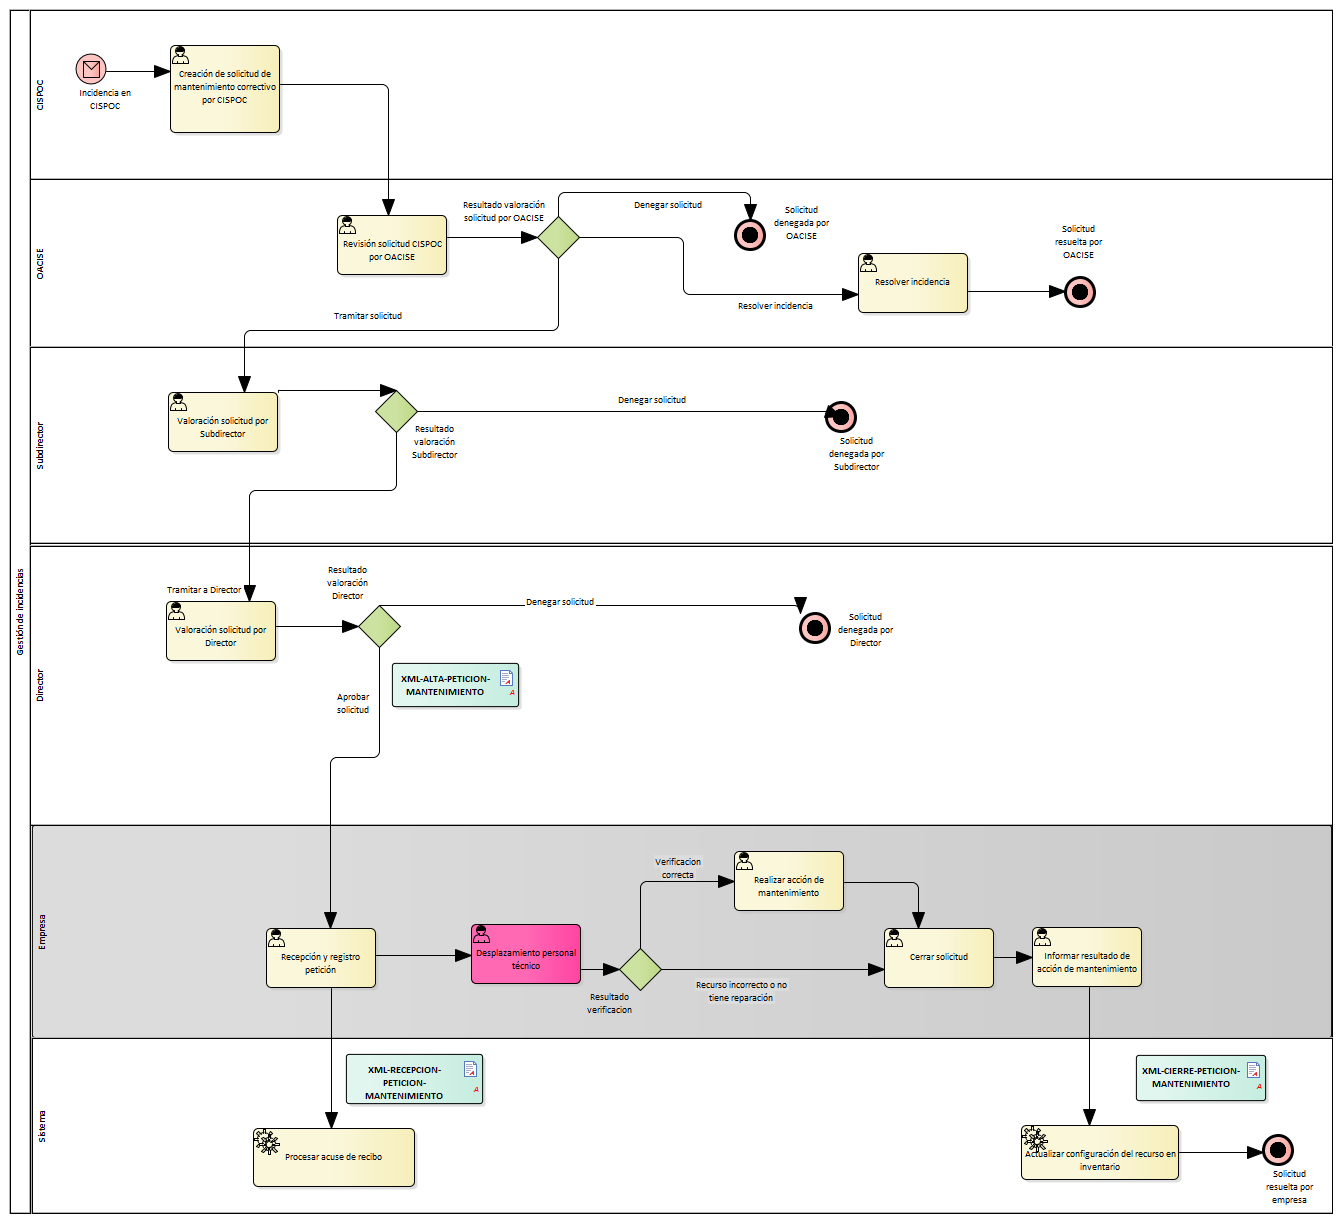 Gestión de incidencias
CISPOC
Incidencia en
CISPOC
Creación de solicitud de
mantenimiento correctivo
por CISPOC
OACISE
Revisión solicitud CISPOC
por OACISE
Resultado valoración
solicitud por OACISE
Denegar solicitud
Solicitud
denegada por
OACISE
Resolver incidencia
Resolver incidencia
Solicitud
resuelta por
OACISE
Tramitar solicitud
Subdirector
Valoración solicitud por
Subdirector
Resultado
valoración
Subdirector
Denegar solicitud
Solicitud
denegada por
Subdirector
Director
Tramitar a Director
Valoración solicitud por
Director
Resultado
valoración
Director
Denegar solicitud
Solicitud
denegada por
Director
Aprobar
solicitud
XML-ALTA-PETICION-
MANTENIMIENTO
Empresa
Recepción y registro
petición
Desplazamiento personal
técnico
Resultado
verificacion
Verificacion
correcta
Realizar acción de
mantenimiento
Recurso incorrecto o no
tiene reparación
Cerrar solicitud
Informar resultado de
acción de mantenimiento
Sistema
XML-RECEPCION-
PETICION-
MANTENIMIENTO
Procesar acuse de recibo
XML-CIERRE-PETICION-
MANTENIMIENTO
Actualizar configuración del recurso en
inventario
Solicitud
resuelta por
empresa